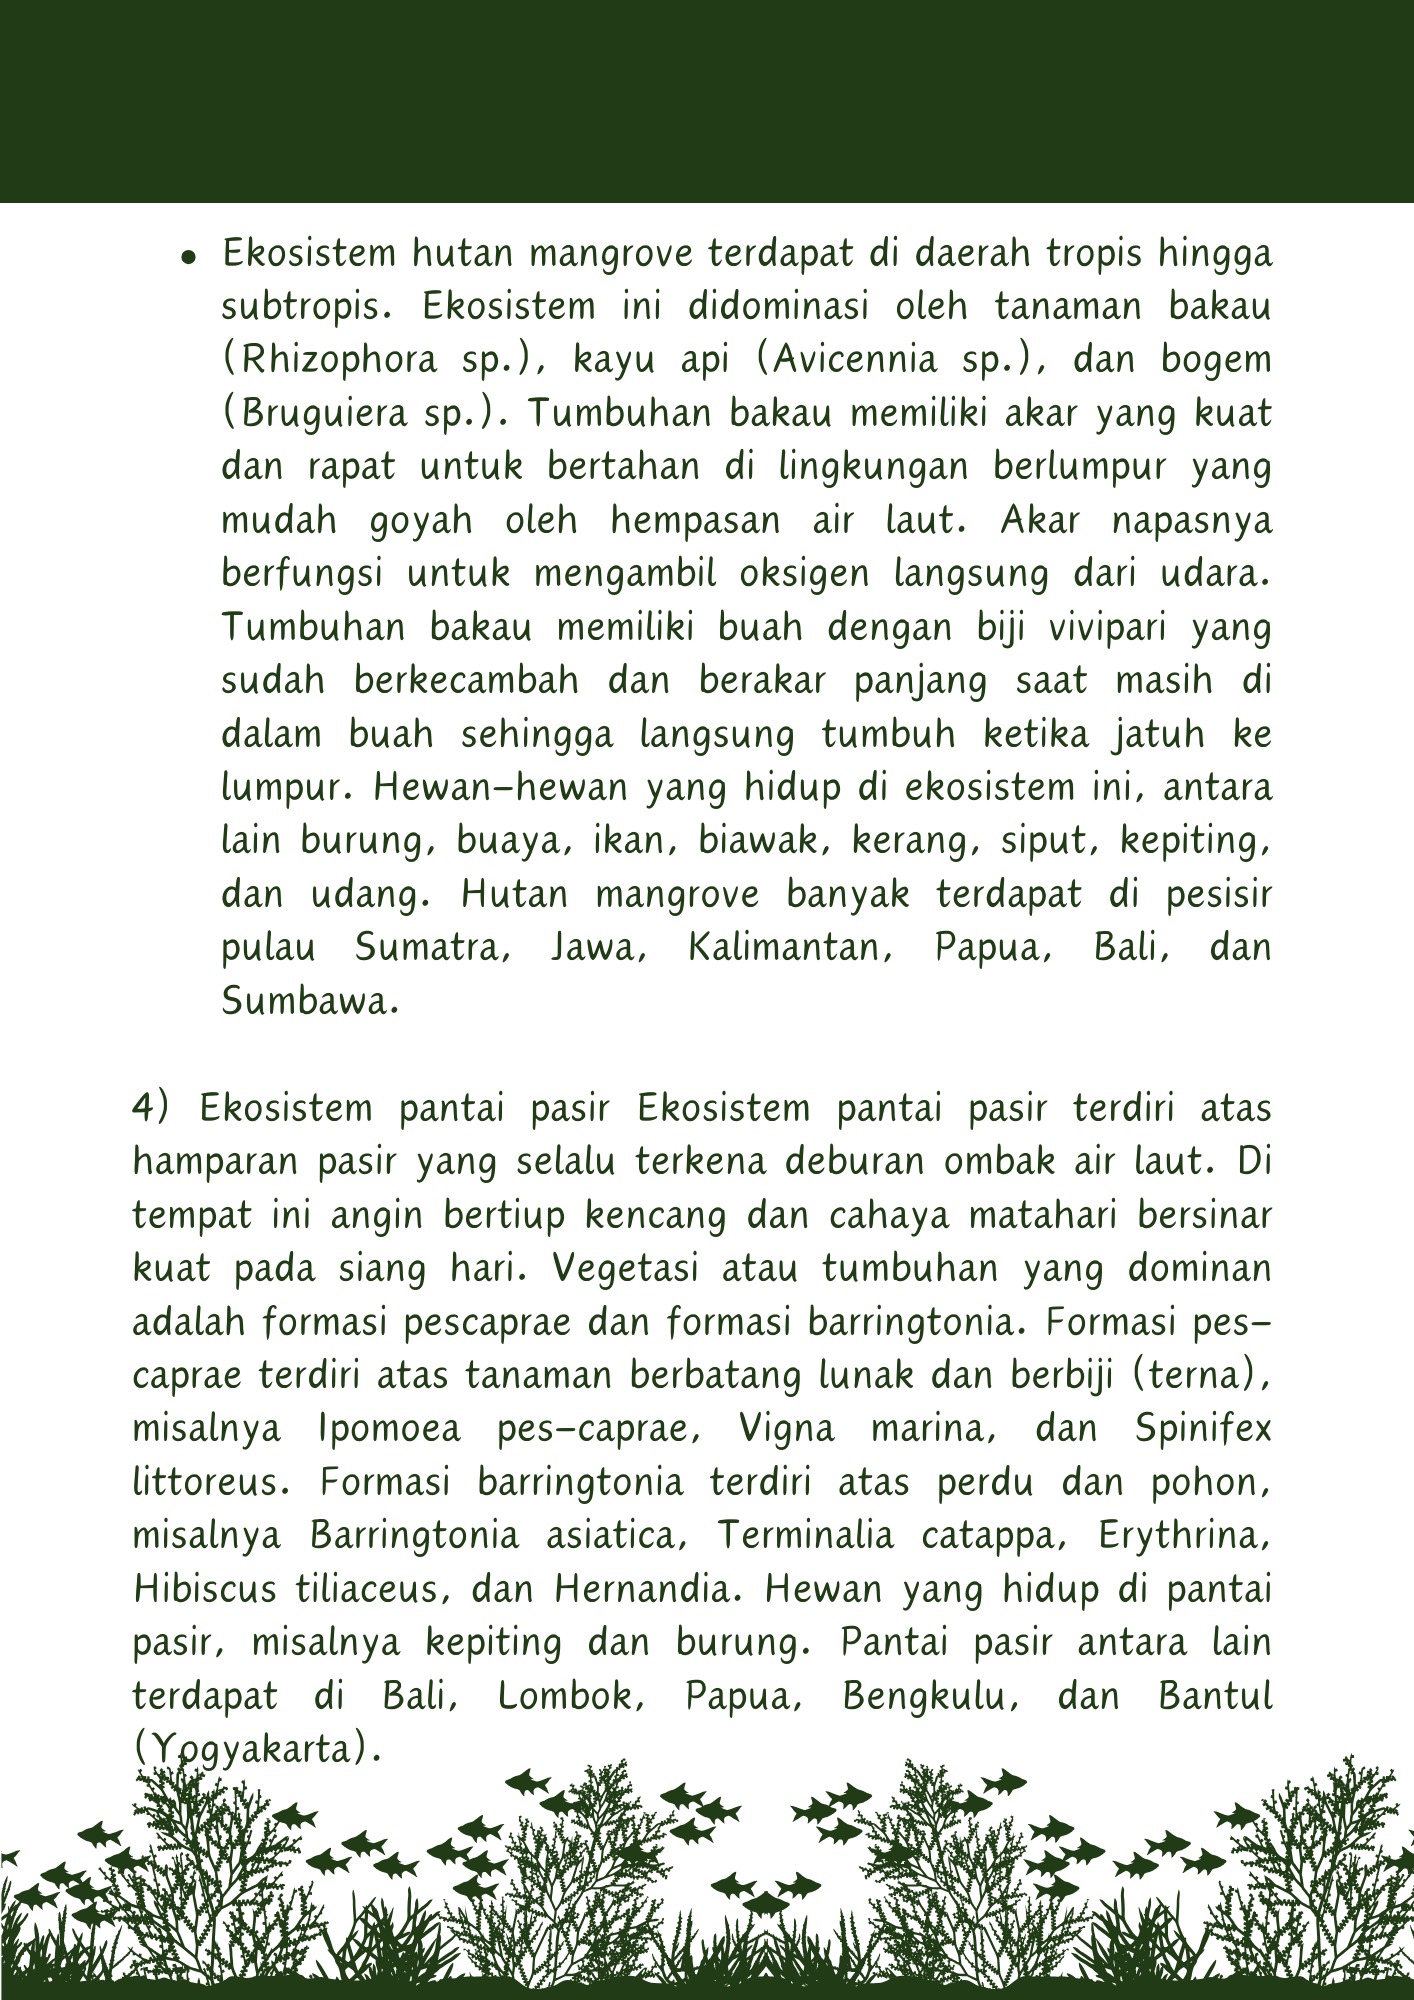 • Ekosistem hutan mangrove terdapat di daerah tropis hingga
subtropis. Ekosistem ini didominasi oleh tanaman bakau
(Rhizophora sp.), kayu api (Avicennia sp.), dan bogem
(Bruguiera sp.). Tumbuhan bakau memiliki akar yang kuat
dan rapat untuk bertahan di lingkungan berlumpur yang
mudah goyah oleh hempasan air laut. Akar napasnya
berfungsi untuk mengambil oksigen langsung dari udara.
Tumbuhan bakau memiliki buah dengan biji vivipari yang
sudah berkecambah dan berakar panjang saat masih di
dalam buah sehingga langsung tumbuh ketika jatuh ke
lumpur. Hewan-hewan yang hidup di ekosistem ini, antara
lain burung, buaya, ikan, biawak, kerang, siput, kepiting,
dan udang. Hutan mangrove banyak terdapat di pesisir
pulau Sumatra, Jawa, Kalimantan, Papua, Bali, dan
Sumbawa.
4) Ekosistem pantai pasir Ekosistem pantai pasir terdiri atas
hamparan pasir yang selalu terkena deburan ombak air laut. Di
tempat ini angin bertiup kencang dan cahaya matahari bersinar
kuat pada siang hari. Vegetasi atau tumbuhan yang dominan
adalah formasi pescaprae dan formasi barringtonia. Formasi pes-
caprae terdiri atas tanaman berbatang lunak dan berbiji (terna),
misalnya Ipomoea pes-caprae, Vigna marina, dan Spinifex
littoreus. Formasi barringtonia terdiri atas perdu dan pohon,
misalnya Barringtonia asiatica, Terminalia catappa, Erythrina,
Hibiscus tiliaceus, dan Hernandia. Hewan yang hidup di pantai
pasir, misalnya kepiting dan burung. Pantai pasir antara lain
terdapat di Bali, Lombok, Papua, Bengkulu, dan Bantul
(Yogyakarta).